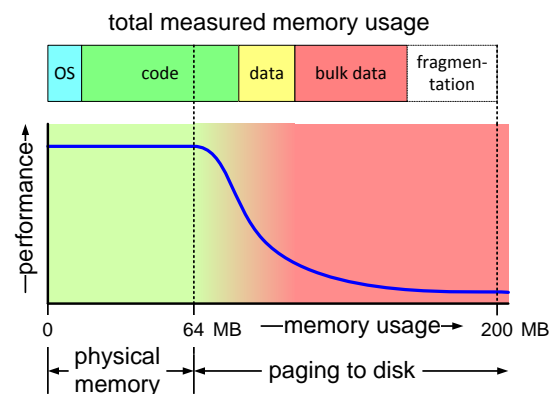 total measured memory usage
OS
code
data
bulk data
fragmen-
tation
performance
0
64 MB
memory usage
200 MB
physical
memory
paging to disk